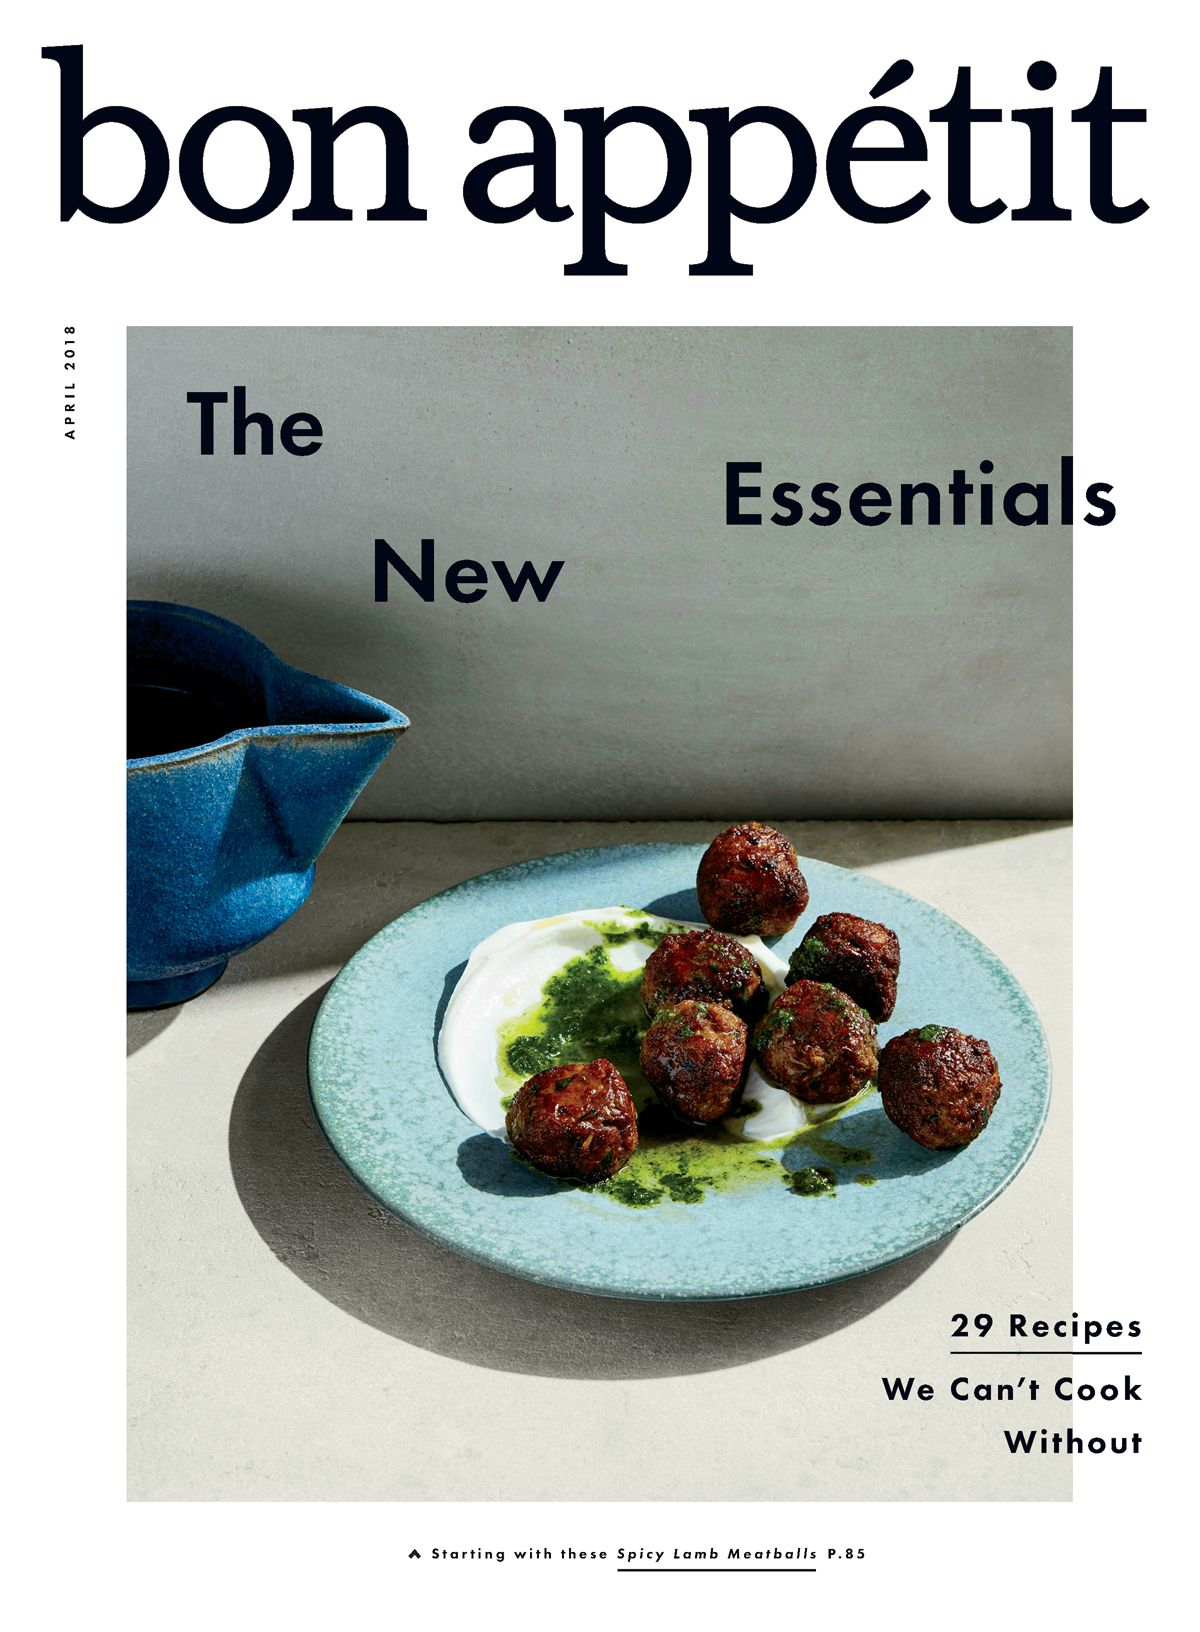 bon appétit
APRIL 2018
The
New
Essentials
29 Recipes
We Can’t Cook
Without
Starting with these Spicy Lamb Meatballs P.85